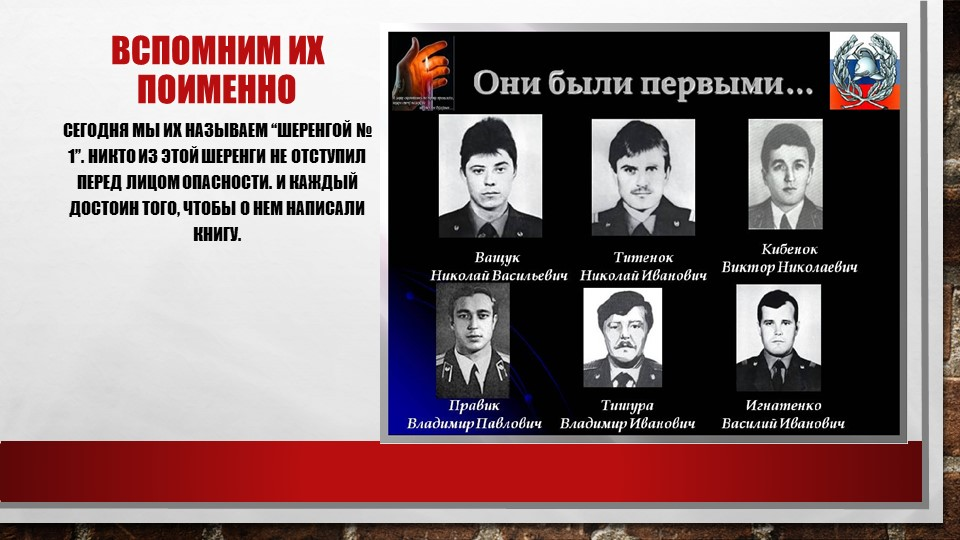 ВСПОМНИМ ИХ
ПОИМЕННО
СЕГОДНЯ МЫ ИХ НАЗЫВАЕМ “ШЕРЕНГОЙ №
1”. НИКТО ИЗ ЭТОЙ ШЕРЕНГИ НЕ ОТСТУПИЛ
ПЕРЕД ЛИЦОМ ОПАСНОСТИ. И КАЖДЫЙ
ДОСТОИН ТОГО, ЧТОБЫ О НЕМ НАПИСАЛИ
КНИГУ.
Они были первыми...
Ващук
Николай Васильевич
Титенок
Николай Иванович
Кибенок
Виктор Николаевич
Правик
Владимир Павлович
Тишура
Владимир Иванович
Игнатенко
Василий Иванович